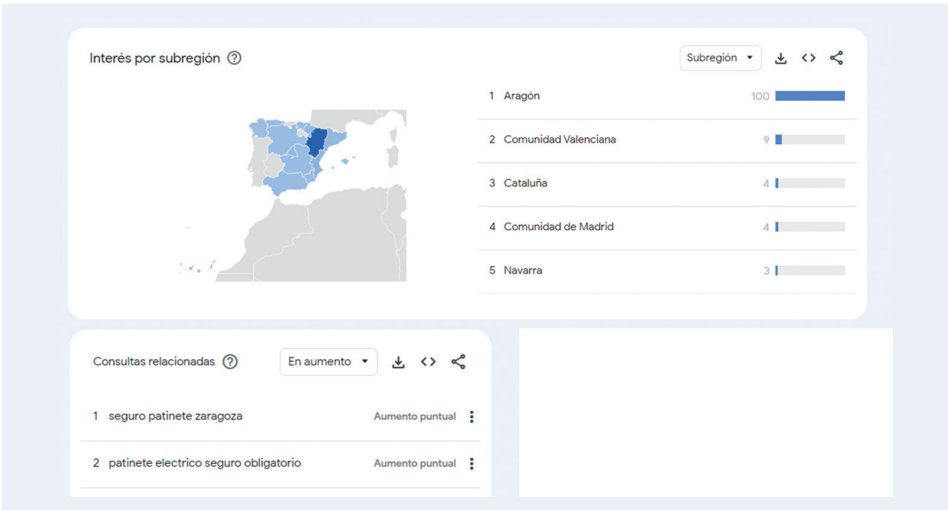 Interés por subregión
Subregión
1 Aragón 100
2 Comunidad Valenciana 9
3 Cataluña 4
4 Comunidad de Madrid 4
5 Navarra 3
Consultas relacionadas
En aumento
1 seguro patinete zaragoza Aumento puntual
2 patinete electrico seguro obligatorio Aumento puntual